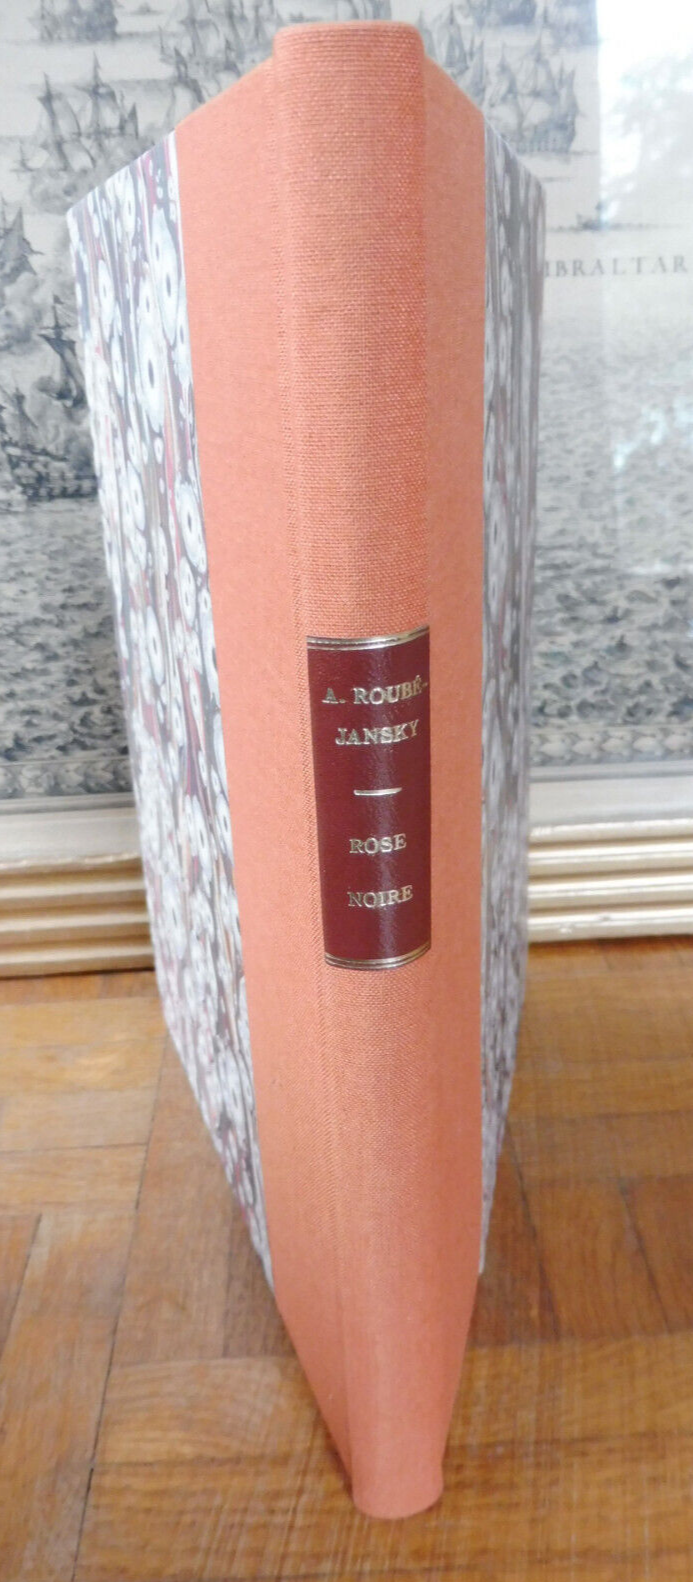 IBRALTAR
A. ROUBÉ-
JANSKY
ROSE
NOIRE